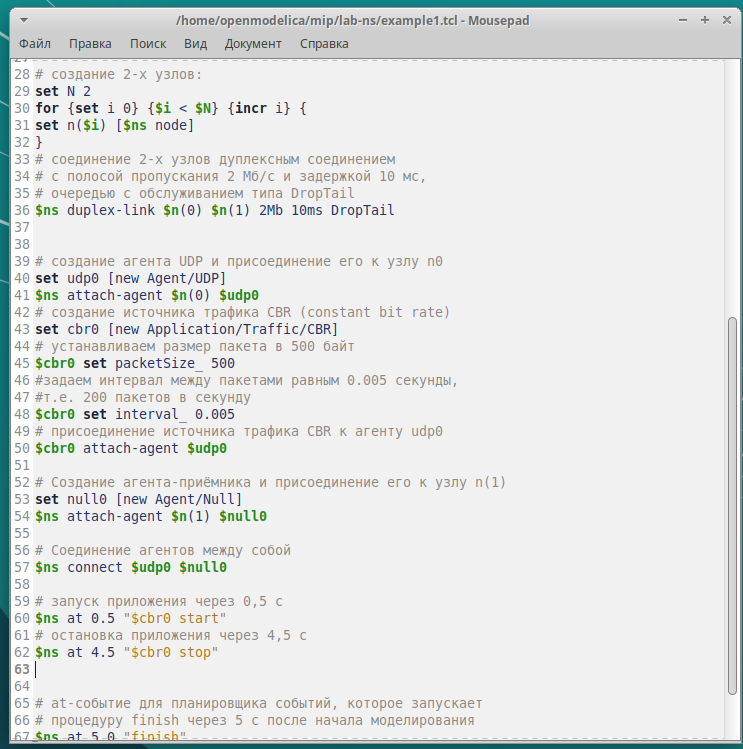 /home/openmodelica/mip/lab-ns/example1.tcl - Mousepad
Файл Правка Поиск Вид Документ Справка
27
28 # создание 2-х узлов:
29 set N 2
30 for {set i 0} {$i < $N} {incr i} {
31 set n($i) [$ns node]
32 }
33 # соединение 2-х узлов дуплексным соединением
34 # с полосой пропускания 2 Мб/с и задержкой 10 мс,
35 # очередью с обслуживанием типа DropTail
36 $ns duplex-link $n(0) $n(1) 2Mb 10ms DropTail
37
38
39 # создание агента UDP и присоединение его к узлу n0
40 set udp0 [new Agent/UDP]
41 $ns attach-agent $n(0) $udp0
42 # создание источника трафика CBR (constant bit rate)
43 set cbr0 [new Application/Traffic/CBR]
44 # устанавливаем размер пакета в 500 байт
45 $cbr0 set packetSize_ 500
46 #задаем интервал между пакетами равным 0.005 секунды,
47 #т.е. 200 пакетов в секунду
48 $cbr0 set interval_ 0.005
49 # присоединение источника трафика CBR к агенту udp0
50 $cbr0 attach-agent $udp0
51
52 # Создание агента-приёмника и присоединение его к узлу n(1)
53 set null0 [new Agent/Null]
54 $ns attach-agent $n(1) $null0
55
56 # Соединение агентов между собой
57 $ns connect $udp0 $null0
58
59 # запуск приложения через 0,5 с
60 $ns at 0.5 "$cbr0 start"
61 # остановка приложения через 4,5 с
62 $ns at 4.5 "$cbr0 stop"
63
64
65 # at-событие для планировщика событий, которое запускает
66 # процедуру finish через 5 с после начала моделирования
67 $ns at 5.0 "finish"